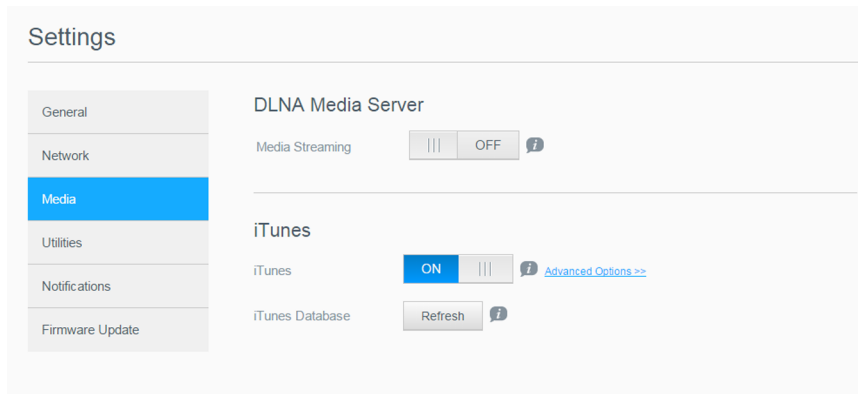 Settings
General
Network
Media
Utilities
Notifications
Firmware Update
DLNA Media Server
Media Streaming OFF i
iTunes
iTunes ON i Advanced Options >>
iTunes Database Refresh i